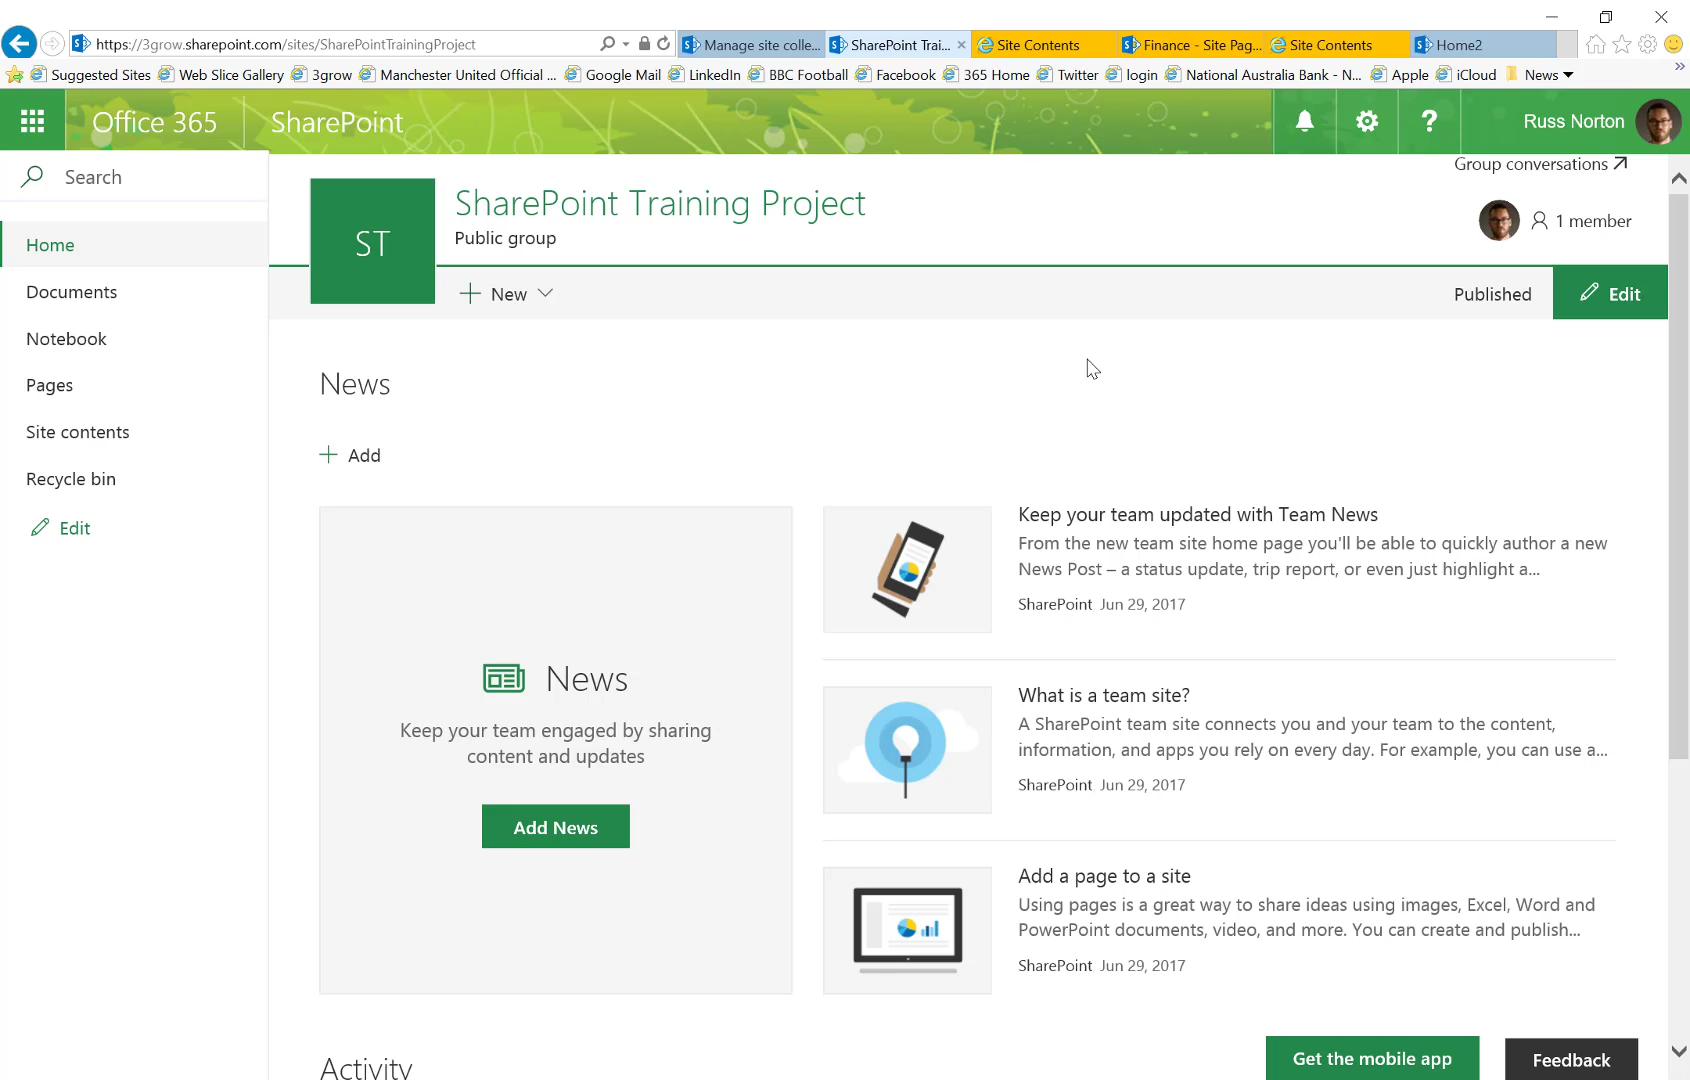 https://3grow.sharepoint.com/sites/SharePointTrainingProject
Manage site colle...
SharePoint Trai...
Site Contents
Finance - Site Pag...
Site Contents
Home2
Suggested Sites
Web Slice Gallery
3grow
Manchester United Official ...
Google Mail
LinkedIn
BBC Football
Facebook
365 Home
Twitter
login
National Australia Bank - N...
Apple
iCloud
News
Office 365
SharePoint
Russ Norton
Search
Home
Documents
Notebook
Pages
Site contents
Recycle bin
Edit
Group conversations
ST
SharePoint Training Project
Public group
1 member
New
Published
Edit
News
Add
News
Keep your team engaged by sharing
content and updates
Add News
Keep your team updated with Team News
From the new team site home page you'll be able to quickly author a new
News Post – a status update, trip report, or even just highlight a...
SharePoint Jun 29, 2017
What is a team site?
A SharePoint team site connects you and your team to the content,
information, and apps you rely on every day. For example, you can use a...
SharePoint Jun 29, 2017
Add a page to a site
Using pages is a great way to share ideas using images, Excel, Word and
PowerPoint documents, video, and more. You can create and publish...
SharePoint Jun 29, 2017
Activity
Get the mobile app
Feedback